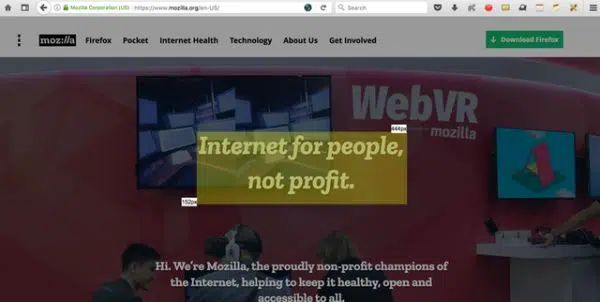 Mozilla Corporation (US)
https://www.mozilla.org/en-US/
Search
moz://a
Firefox
Pocket
Internet Health
Technology
About Us
Get Involved
Download Firefox
WebVR
mozilla
444px
Internet for people,
not profit.
152px
Hi. We're Mozilla, the proudly non-profit champions of
the Internet, helping to keep it healthy, open and
accessible to all.